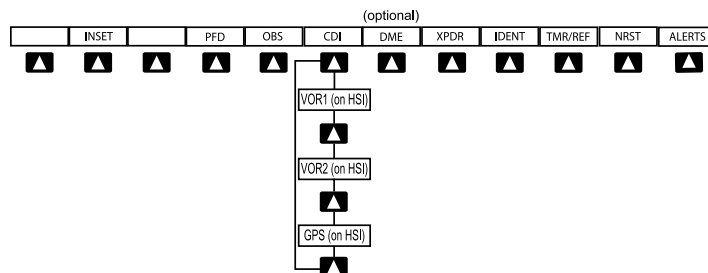 (optional)
INSET PFD OBS CDI DME XPDR IDENT TMR/REF NRST ALERTS
VOR1 (on HSI)
VOR2 (on HSI)
GPS (on HSI)